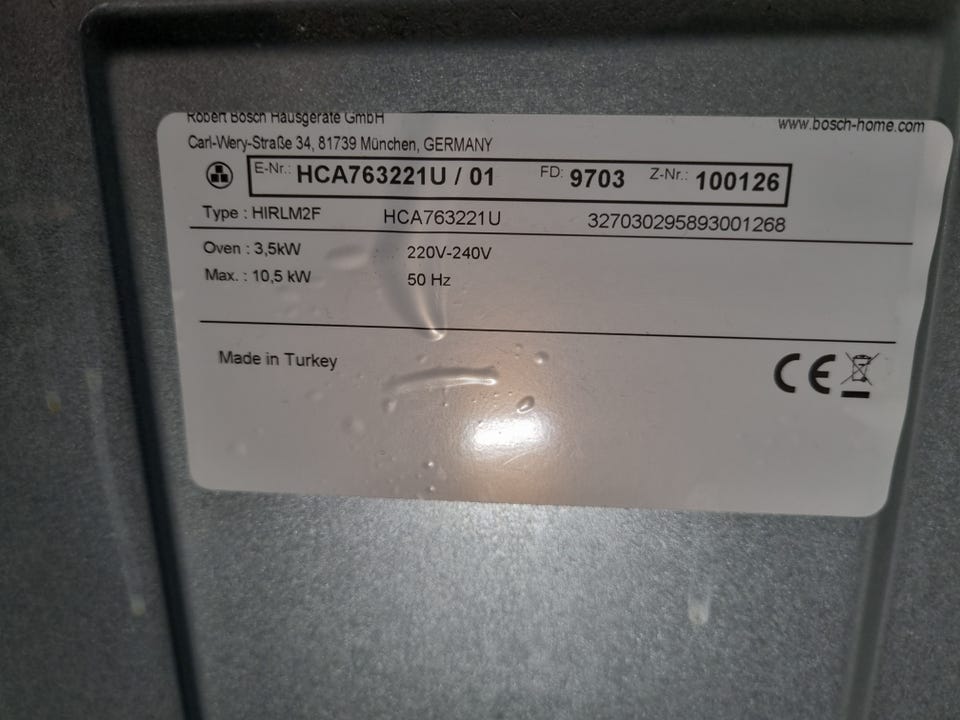 Robert Bosch Hausgeräte GmbH
www.bosch-home.com
Carl-Wery-Straße 34, 81739 München, GERMANY
E-Nr.: HCA763221U / 01 FD: 9703 Z-Nr.: 100126
Type : HIRLM2F HCA763221U 327030295893001268
Oven : 3,5kW 220V-240V
Max. : 10,5 kW 50 Hz
Made in Turkey
CE